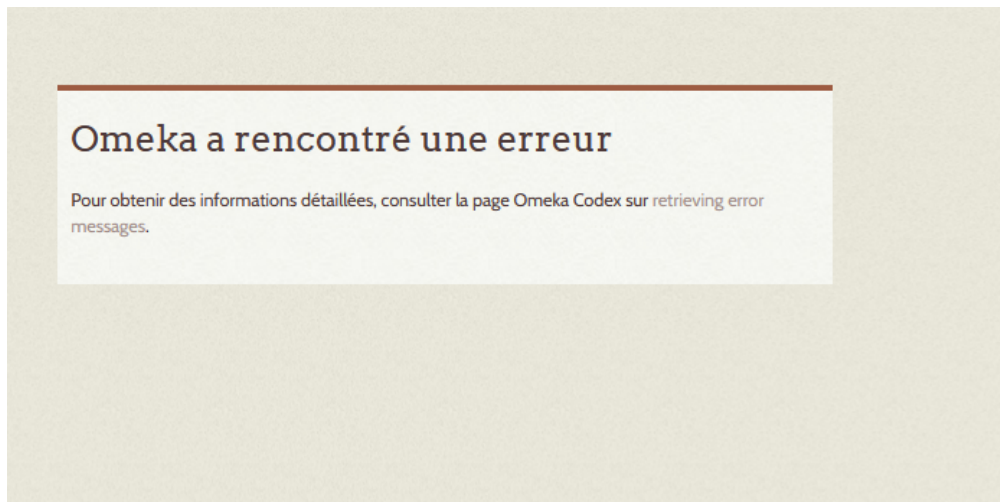 Omeka a rencontré une erreur
Pour obtenir des informations détaillées, consulter la page Omeka Codex sur retrieving error
messages.